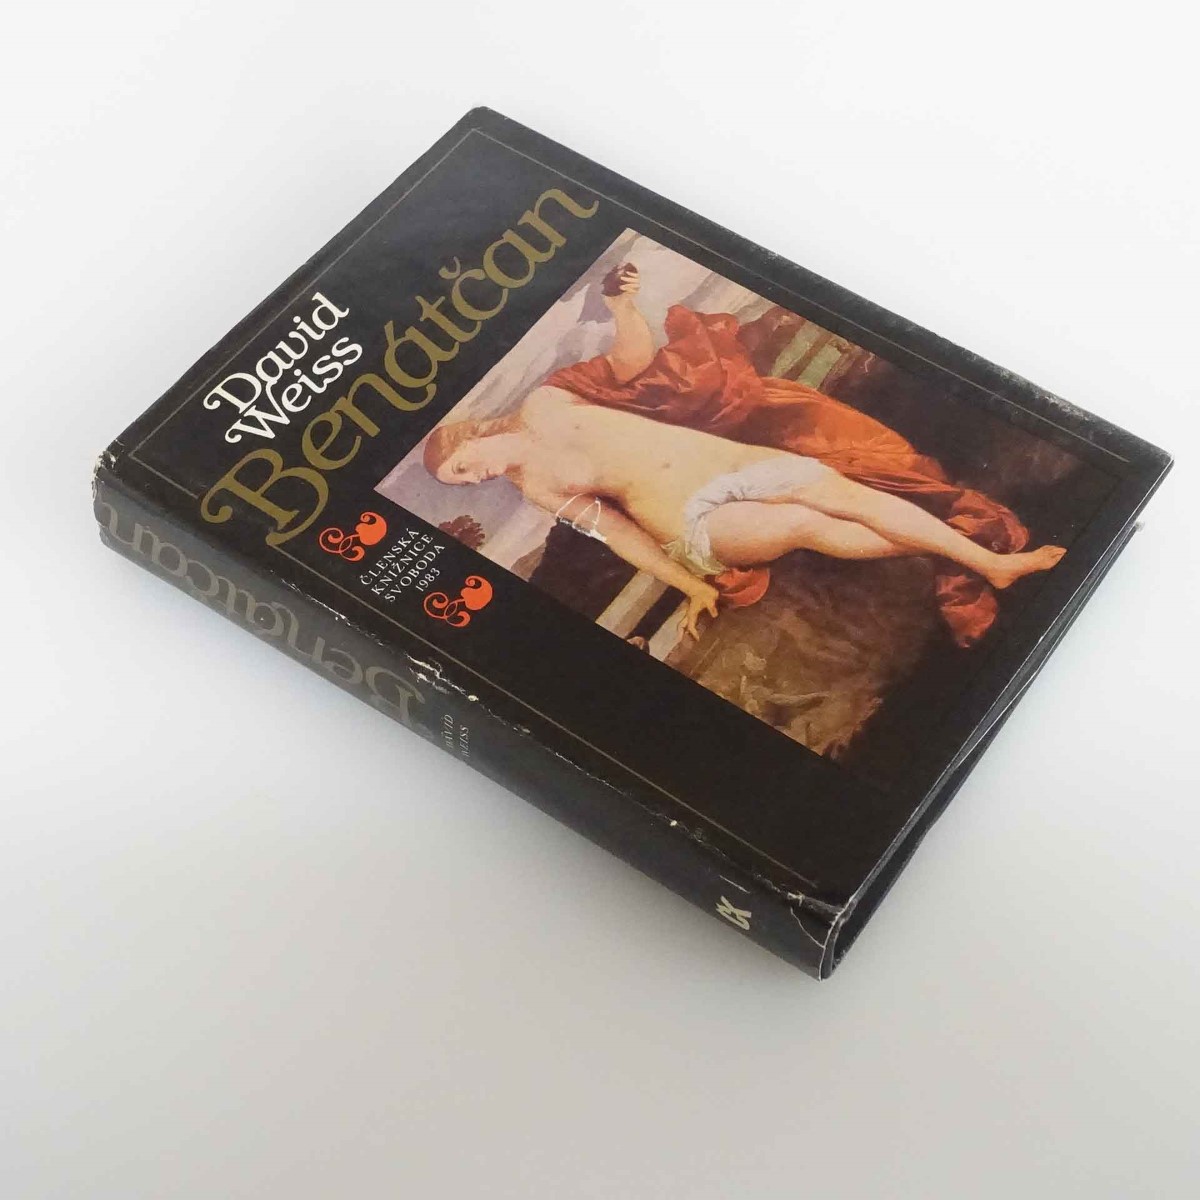 David
Weiss
Benátčan
ČLENSKÁ
KNIŽNICE
SVOBODA
1983
Benátčan
DAVID
WEISS
ČK